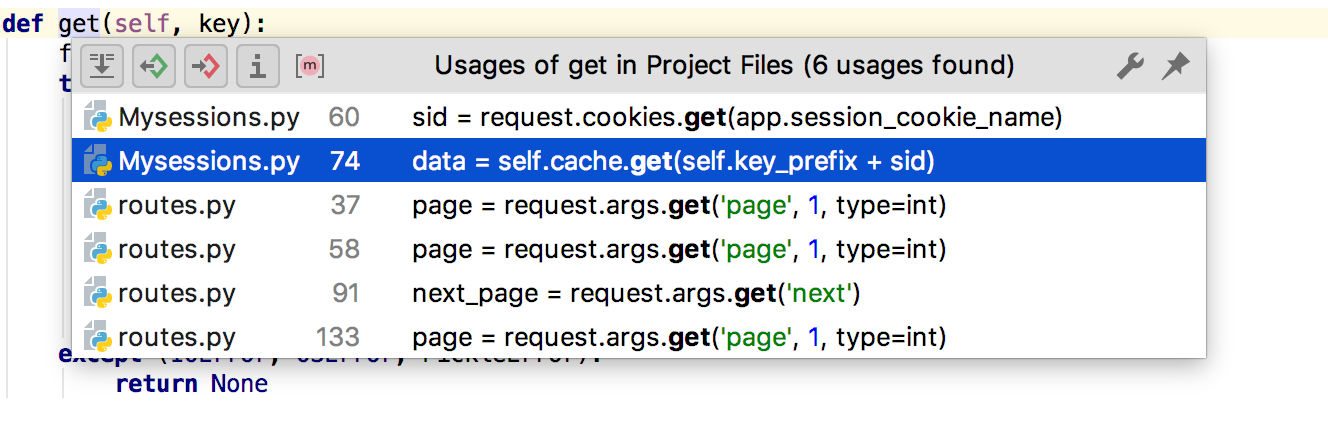 def get(self, key):
f
Usages of get in Project Files (6 usages found)
t
Mysessions.py 60 sid = request.cookies.get(app.session_cookie_name)
Mysessions.py 74 data = self.cache.get(self.key_prefix + sid)
routes.py 37 page = request.args.get('page', 1, type=int)
routes.py 58 page = request.args.get('page', 1, type=int)
routes.py 91 next_page = request.args.get('next')
routes.py 133 page = request.args.get('page', 1, type=int)
except (IOError, OSError, PickleError):
return None